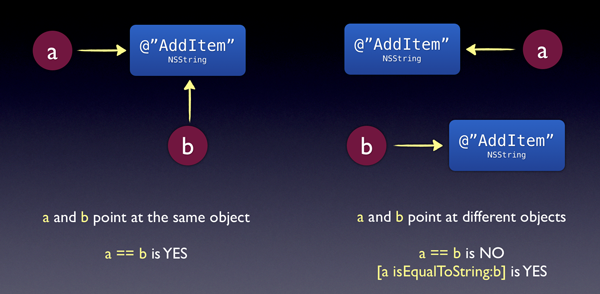 a
@”AddItem”
NSString
b
a and b point at the same object
a == b is YES
@”AddItem”
NSString
a
b
@”AddItem”
NSString
a and b point at different objects
a == b is NO
[a isEqualToString:b] is YES